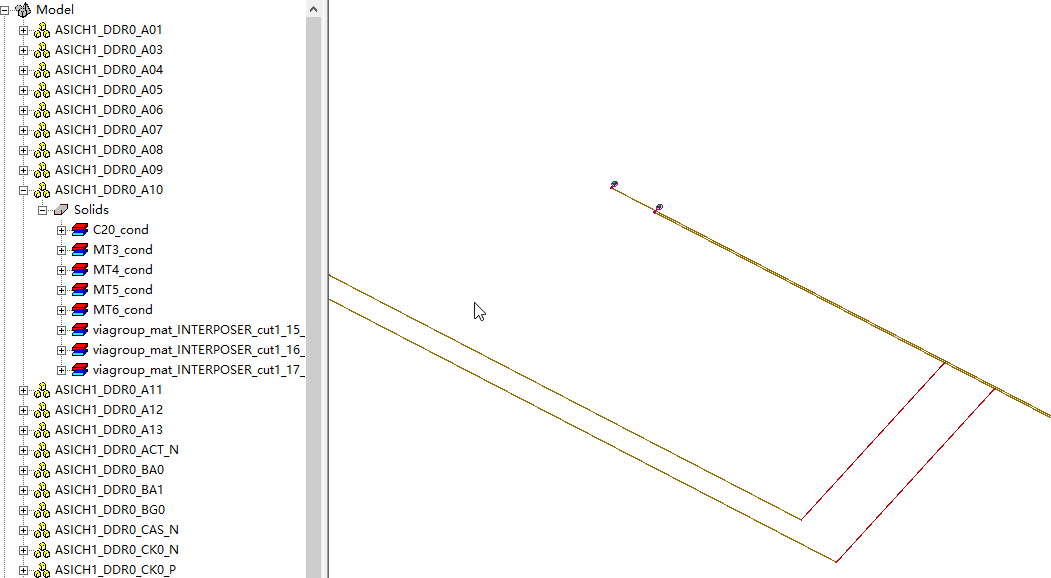 Model
ASICH1_DDR0_A01
ASICH1_DDR0_A03
ASICH1_DDR0_A04
ASICH1_DDR0_A05
ASICH1_DDR0_A06
ASICH1_DDR0_A07
ASICH1_DDR0_A08
ASICH1_DDR0_A09
ASICH1_DDR0_A10
Solids
C20_cond
MT3_cond
MT4_cond
MT5_cond
MT6_cond
viagroup_mat_INTERPOSER_cut1_15_
viagroup_mat_INTERPOSER_cut1_16_
viagroup_mat_INTERPOSER_cut1_17_
ASICH1_DDR0_A11
ASICH1_DDR0_A12
ASICH1_DDR0_A13
ASICH1_DDR0_ACT_N
ASICH1_DDR0_BA0
ASICH1_DDR0_BA1
ASICH1_DDR0_BG0
ASICH1_DDR0_CAS_N
ASICH1_DDR0_CK0_N
ASICH1_DDR0_CK0_P